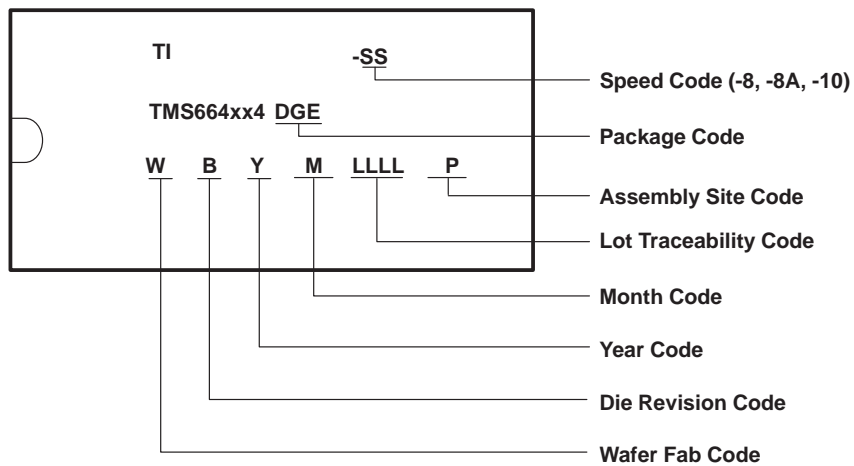 TI -SS
Speed Code (-8, -8A, -10)
TMS664xx4 DGE
Package Code
W B Y M LLLL P
Assembly Site Code
Lot Traceability Code
Month Code
Year Code
Die Revision Code
Wafer Fab Code